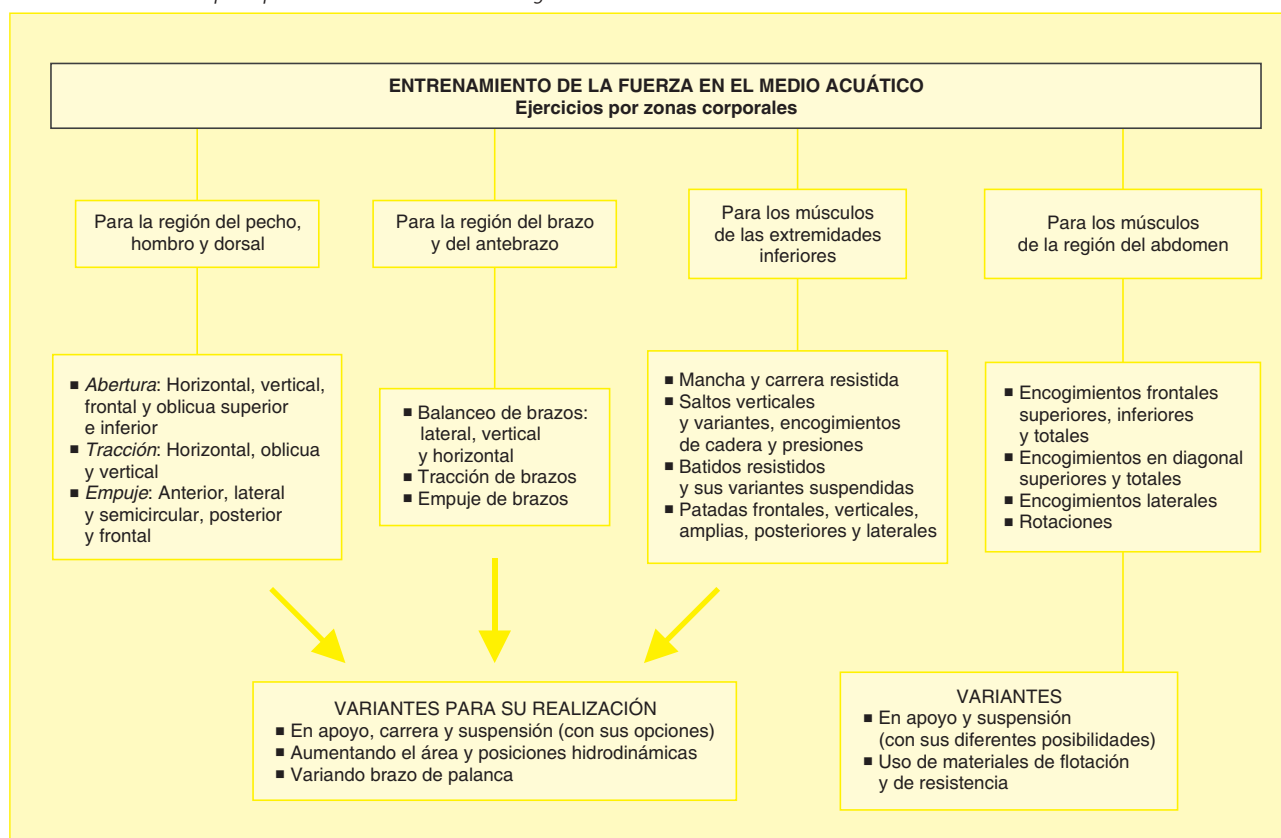 ENTRENAMIENTO DE LA FUERZA EN EL MEDIO ACUÁTICO
Ejercicios por zonas corporales
Para la región del pecho,
hombro y dorsal
Para la región del brazo
y del antebrazo
Para los músculos
de las extremidades
inferiores
Para los músculos
de la región del abdomen
■ Abertura: Horizontal, vertical,
frontal y oblicua superior
e inferior
■ Tracción: Horizontal, oblicua
y vertical
■ Empuje: Anterior, lateral
y semicircular, posterior
y frontal
■ Balanceo de brazos:
lateral, vertical
y horizontal
■ Tracción de brazos
■ Empuje de brazos
■ Mancha y carrera resistida
■ Saltos verticales
y variantes, encogimientos
de cadera y presiones
■ Batidos resistidos
y sus variantes suspendidas
■ Patadas frontales, verticales,
amplias, posteriores y laterales
■ Encogimientos frontales
superiores, inferiores
y totales
■ Encogimientos en diagonal
superiores y totales
■ Encogimientos laterales
■ Rotaciones
VARIANTES PARA SU REALIZACIÓN
■ En apoyo, carrera y suspensión (con sus opciones)
■ Aumentando el área y posiciones hidrodinámicas
■ Variando brazo de palanca
VARIANTES
■ En apoyo y suspensión
(con sus diferentes posibilidades)
■ Uso de materiales de flotación
y de resistencia